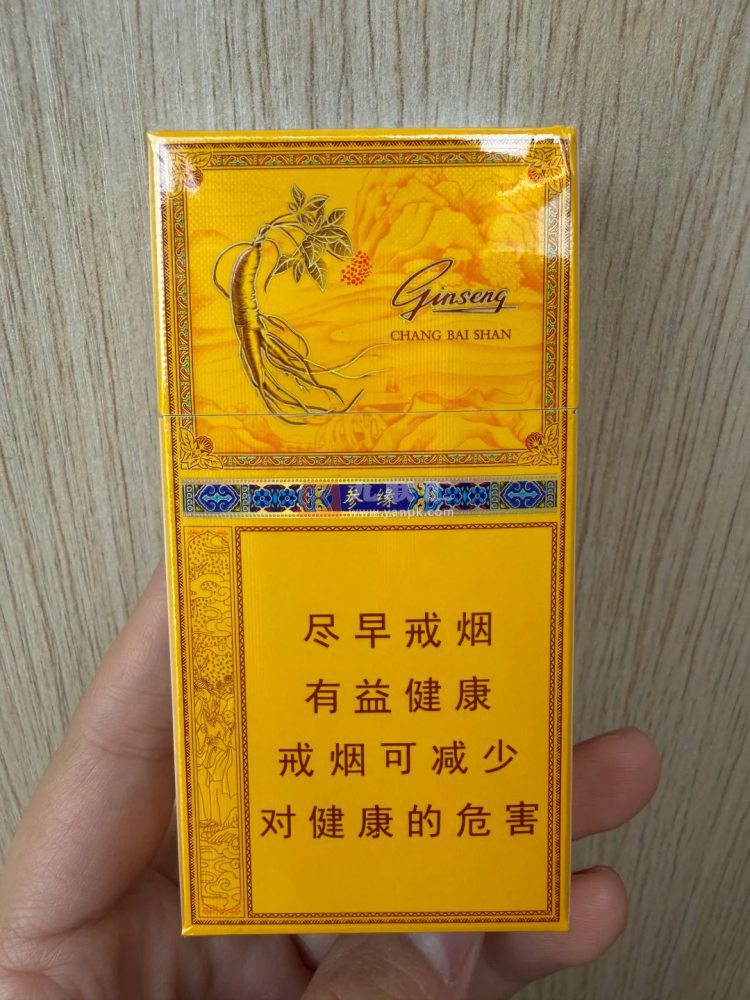 Ginseng
CHANG BAI SHAN
参缘
尽早戒烟
有益健康
戒烟可减少
对健康的危害